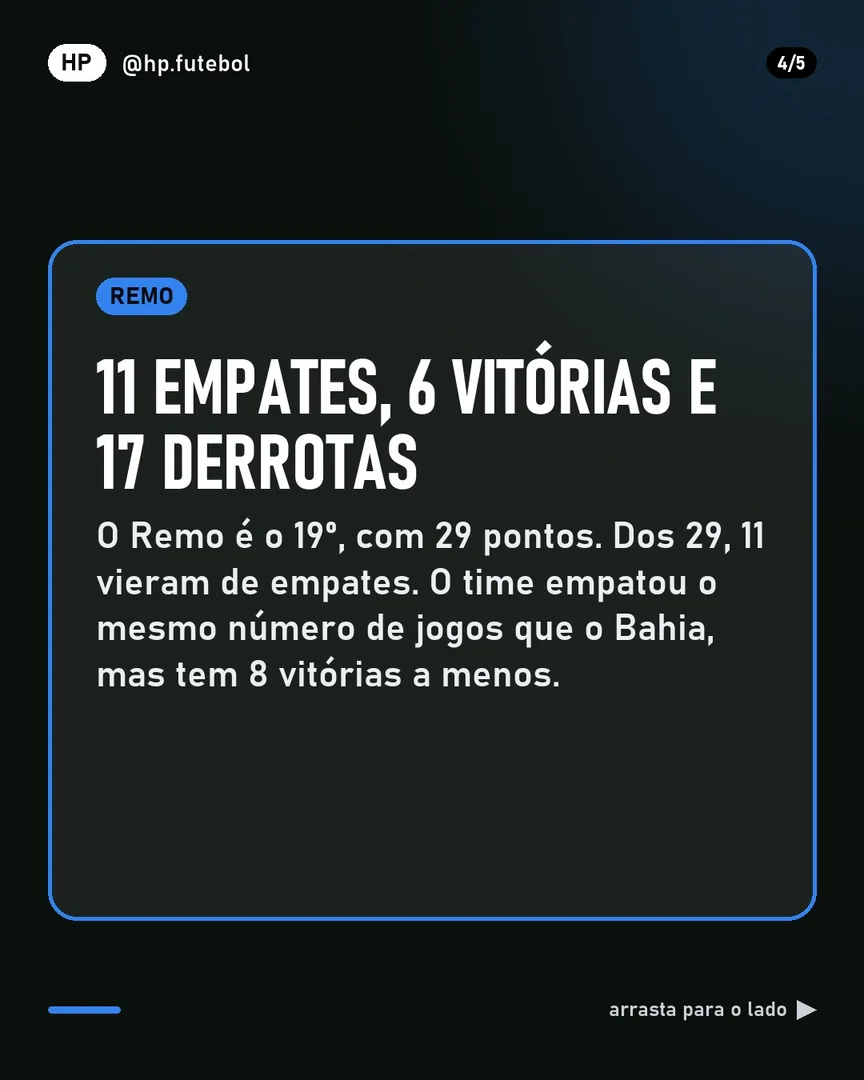 HP @hp.futebol
4/5
REMO
11 EMPATES, 6 VITÓRIAS E
17 DERROTAS
O Remo é o 19º, com 29 pontos. Dos 29, 11
vieram de empates. O time empatou o
mesmo número de jogos que o Bahia,
mas tem 8 vitórias a menos.
arrasta para o lado ▶